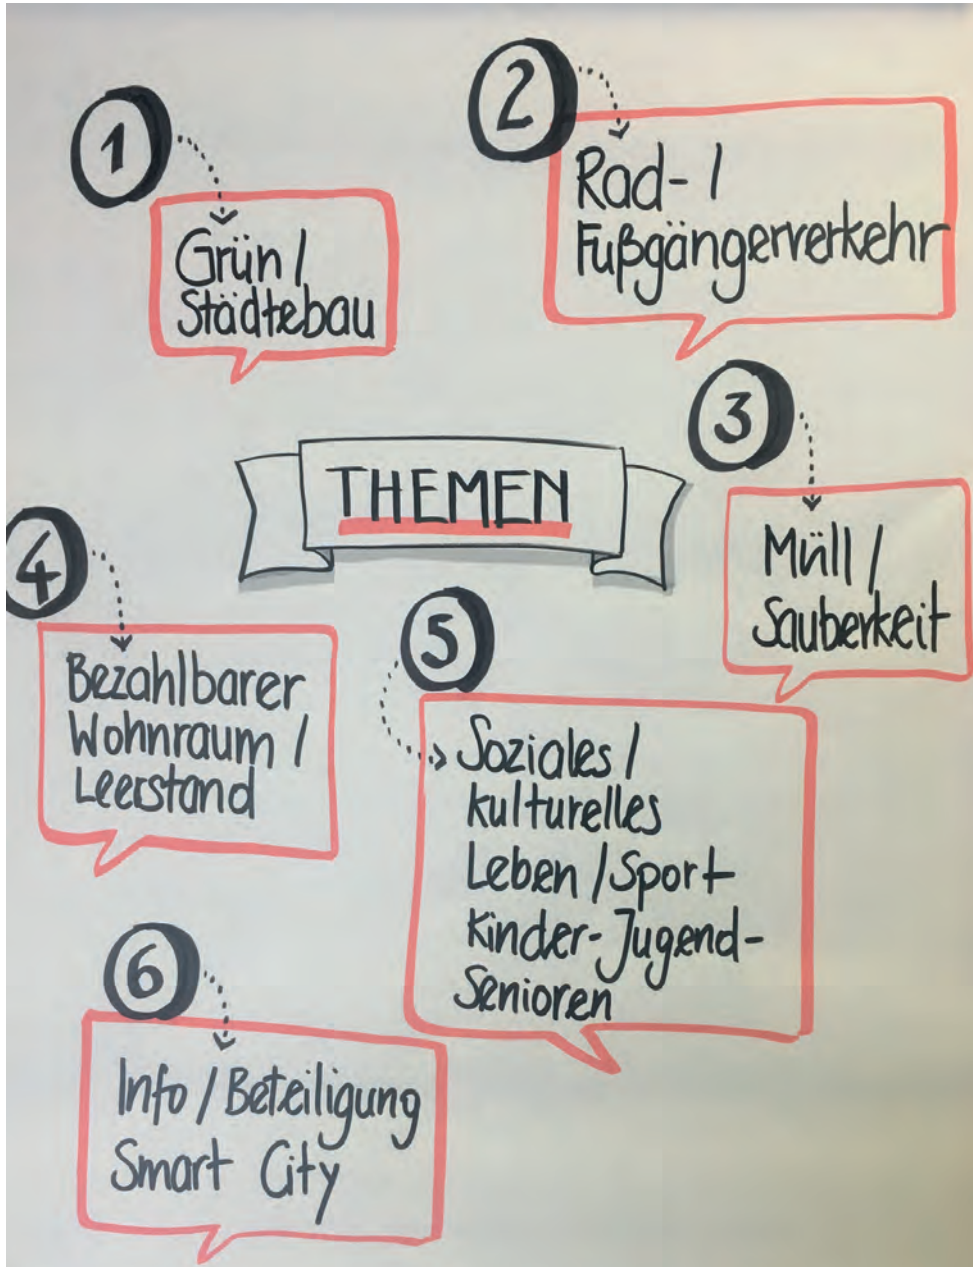 1
Grün /
Städtebau
2
Rad- /
Fußgängerverkehr
THEMEN
3
Müll /
Sauberkeit
4
Bezahlbarer
Wohnraum /
Leerstand
5
Soziales /
kulturelles
Leben / Sport
Kinder-Jugend-
Senioren
6
Info / Beteiligung
Smart City